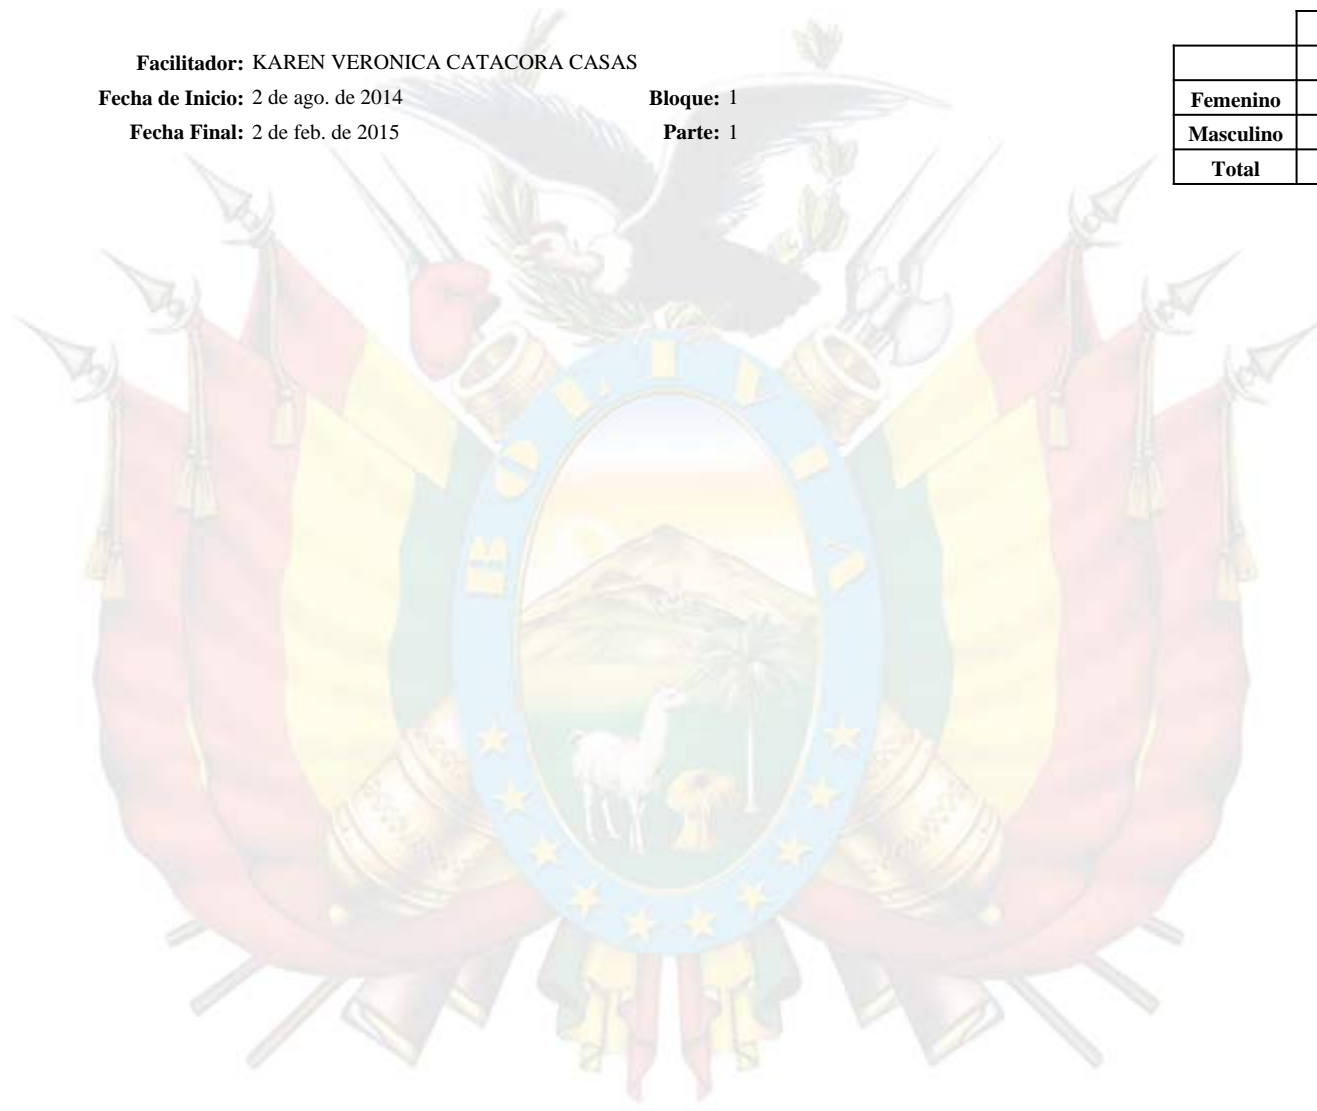 Facilitador: KAREN VERONICA CATACORA CASAS
Fecha de Inicio: 2 de ago. de 2014 Bloque: 1
Fecha Final: 2 de feb. de 2015 Parte: 1
Femenino
Masculino
Total
BOLIVIA